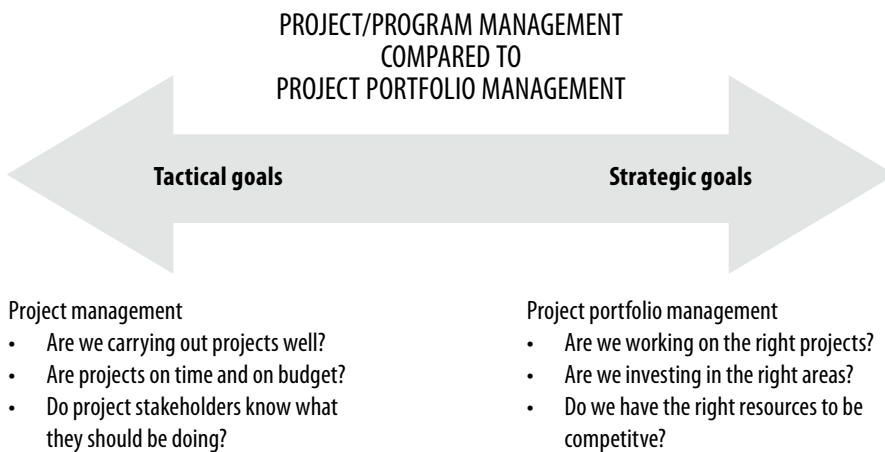 PROJECT/PROGRAM MANAGEMENT
COMPARED TO
PROJECT PORTFOLIO MANAGEMENT
Tactical goals
Strategic goals
Project management
• Are we carrying out projects well?
• Are projects on time and on budget?
• Do project stakeholders know what
they should be doing?
Project portfolio management
• Are we working on the right projects?
• Are we investing in the right areas?
• Do we have the right resources to be
competitve?